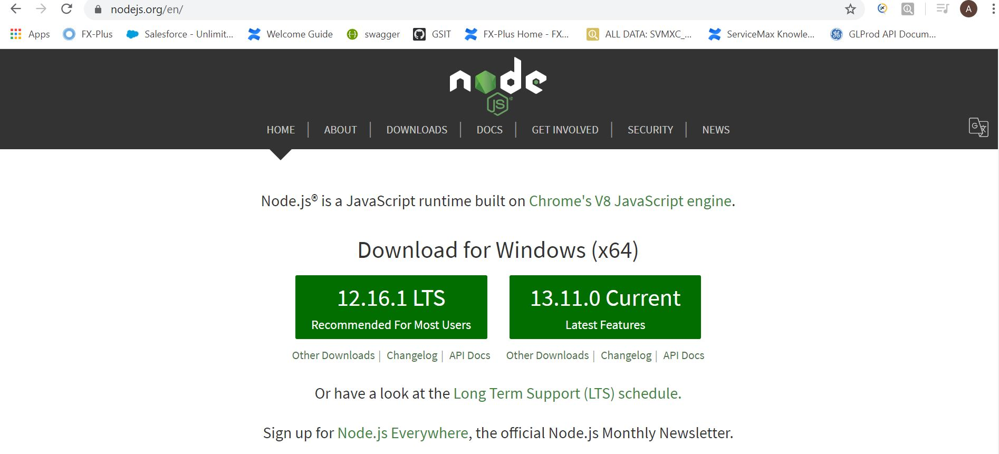 nodejs.org/en/
A
Apps FX-Plus Salesforce - Unlimit... Welcome Guide swagger GSIT FX-Plus Home - FX... ALL DATA: SVMXC_... ServiceMax Knowle... GLProd API Docum...
node
JS®
HOME | ABOUT | DOWNLOADS | DOCS | GET INVOLVED | SECURITY | NEWS
Node.js® is a JavaScript runtime built on Chrome's V8 JavaScript engine.
Download for Windows (x64)
12.16.1 LTS
Recommended For Most Users
13.11.0 Current
Latest Features
Other Downloads | Changelog | API Docs
Other Downloads | Changelog | API Docs
Or have a look at the Long Term Support (LTS) schedule.
Sign up for Node.js Everywhere, the official Node.js Monthly Newsletter.